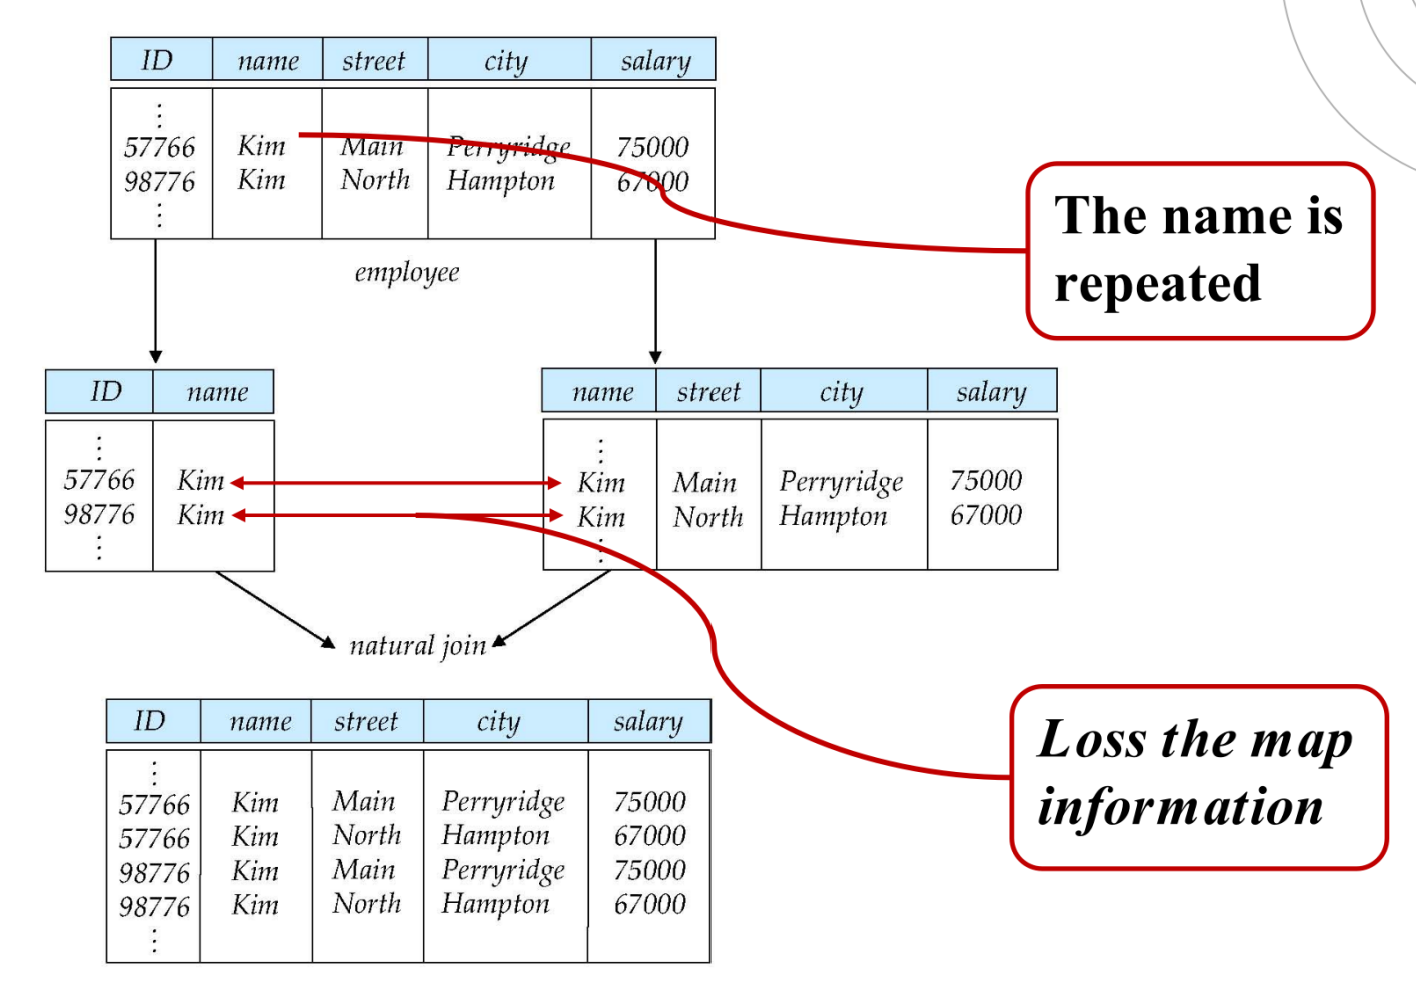 ID name street city salary
⋮
57766 Kim Main Perryridge 75000
98776 Kim North Hampton 67000
⋮
The name is
repeated
employee
ID name
⋮
57766 Kim
98776 Kim
⋮
name street city salary
⋮
Kim Main Perryridge 75000
Kim North Hampton 67000
⋮
natural join
Loss the map
information
ID name street city salary
⋮
57766 Kim Main Perryridge 75000
57766 Kim North Hampton 67000
98776 Kim Main Perryridge 75000
98776 Kim North Hampton 67000
⋮